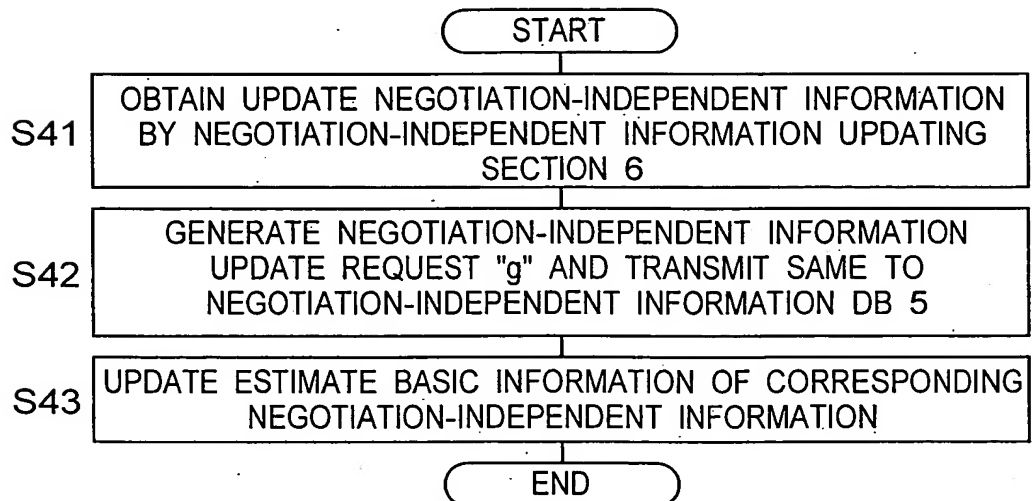 START
S41
OBTAIN UPDATE NEGOTIATION-INDEPENDENT INFORMATION
BY NEGOTIATION-INDEPENDENT INFORMATION UPDATING
SECTION 6
S42
GENERATE NEGOTIATION-INDEPENDENT INFORMATION
UPDATE REQUEST "g" AND TRANSMIT SAME TO
NEGOTIATION-INDEPENDENT INFORMATION DB 5
S43
UPDATE ESTIMATE BASIC INFORMATION OF CORRESPONDING
NEGOTIATION-INDEPENDENT INFORMATION
END